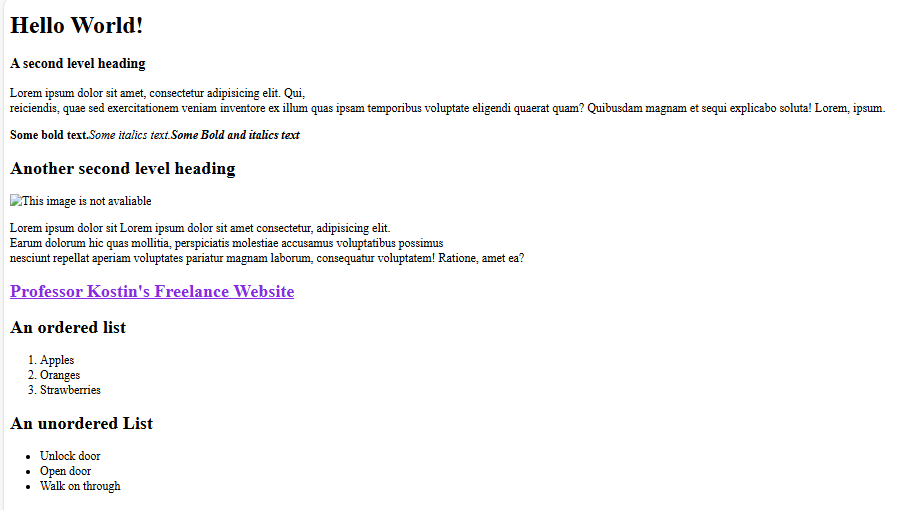 Hello World!
A second level heading
Lorem ipsum dolor sit amet, consectetur adipisicing elit. Qui,
reiciendis, quae sed exercitationem veniam inventore ex illum quas ipsam temporibus voluptate eligendi quaerat quam? Quibusdam magnam et sequi explicabo soluta! Lorem, ipsum.
Some bold text.Some italics text.Some Bold and italics text
Another second level heading
This image is not avaliable
Lorem ipsum dolor sit Lorem ipsum dolor sit amet consectetur, adipisicing elit.
Earum dolorum hic quas mollitia, perspiciatis molestiae accusamus voluptatibus possimus
nesciunt repellat aperiam voluptates pariatur magnam laborum, consequatur voluptatem! Ratione, amet ea?
Professor Kostin's Freelance Website
An ordered list
1. Apples
2. Oranges
3. Strawberries
An unordered List
• Unlock door
• Open door
• Walk on through